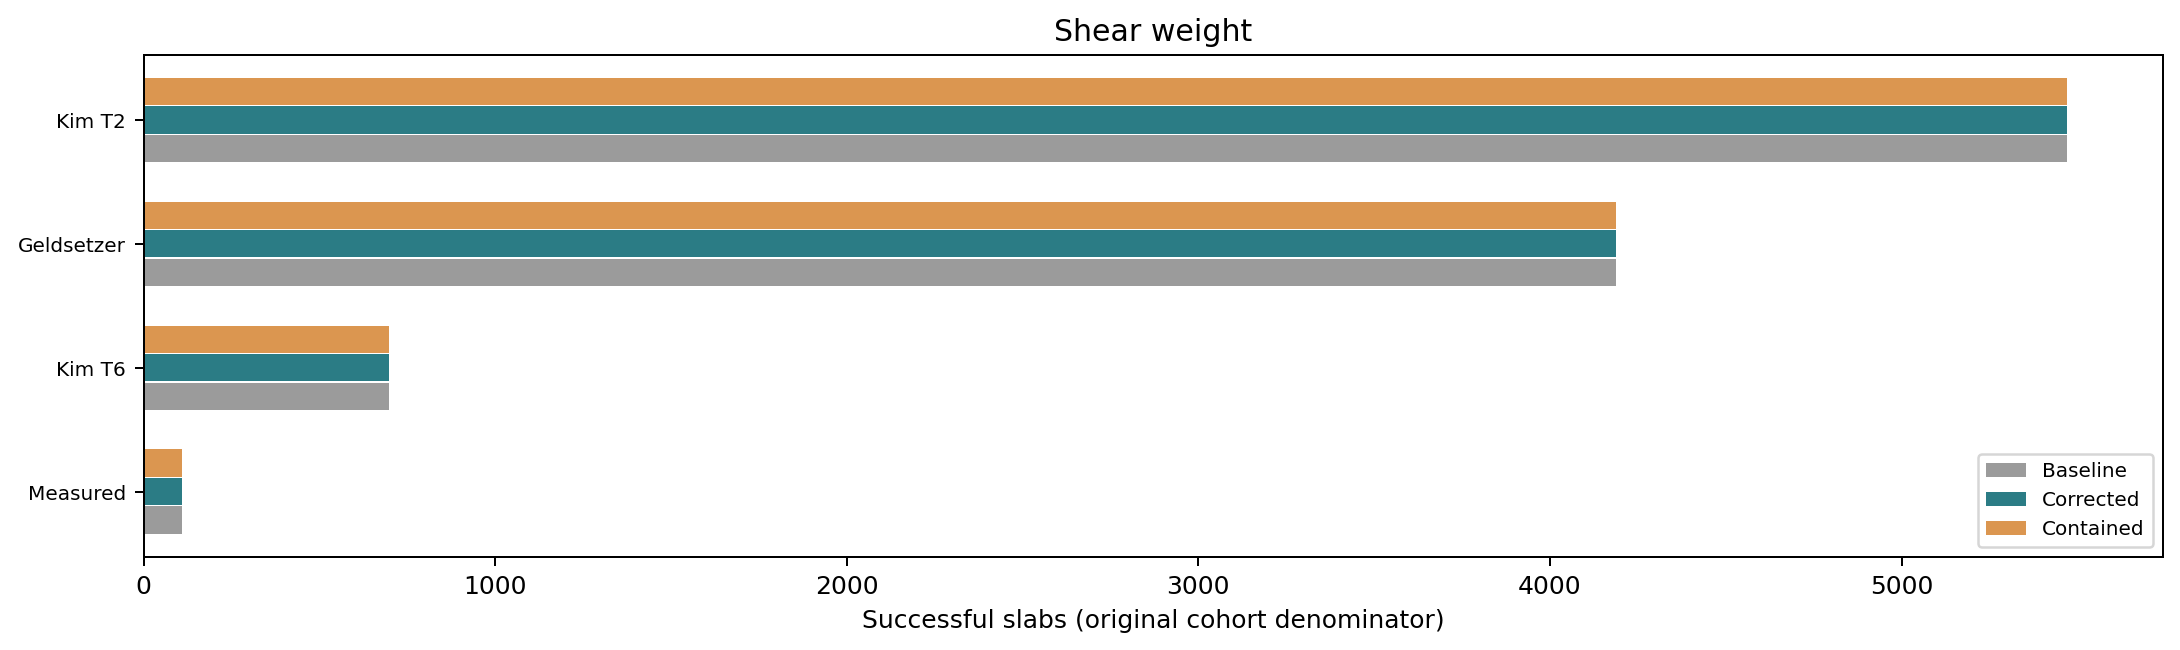 Shear weight
Kim T2
Geldsetzer
Kim T6
Measured
Baseline
Corrected
Contained
0 1000 2000 3000 4000 5000
Successful slabs (original cohort denominator)